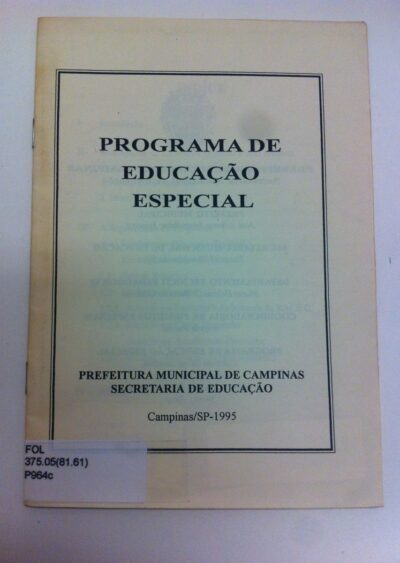 PROGRAMA DE
EDUCAÇÃO
ESPECIAL
PREFEITURA MUNICIPAL DE CAMPINAS
SECRETARIA DE EDUCAÇÃO
Campinas/SP-1995
FOL
375.05(81.61)
P964c